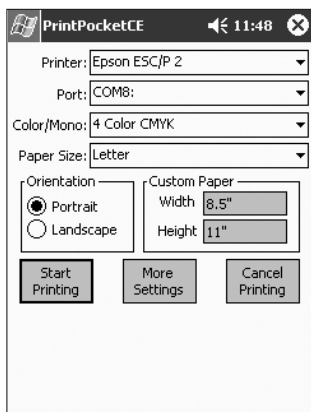 PrintPocketCE 11:48
Printer: Epson ESC/P 2
Port: COM8:
Color/Mono: 4 Color CMYK
Paper Size: Letter
Orientation
Portrait
Landscape
Custom Paper
Width 8.5"
Height 11"
Start Printing
More Settings
Cancel Printing